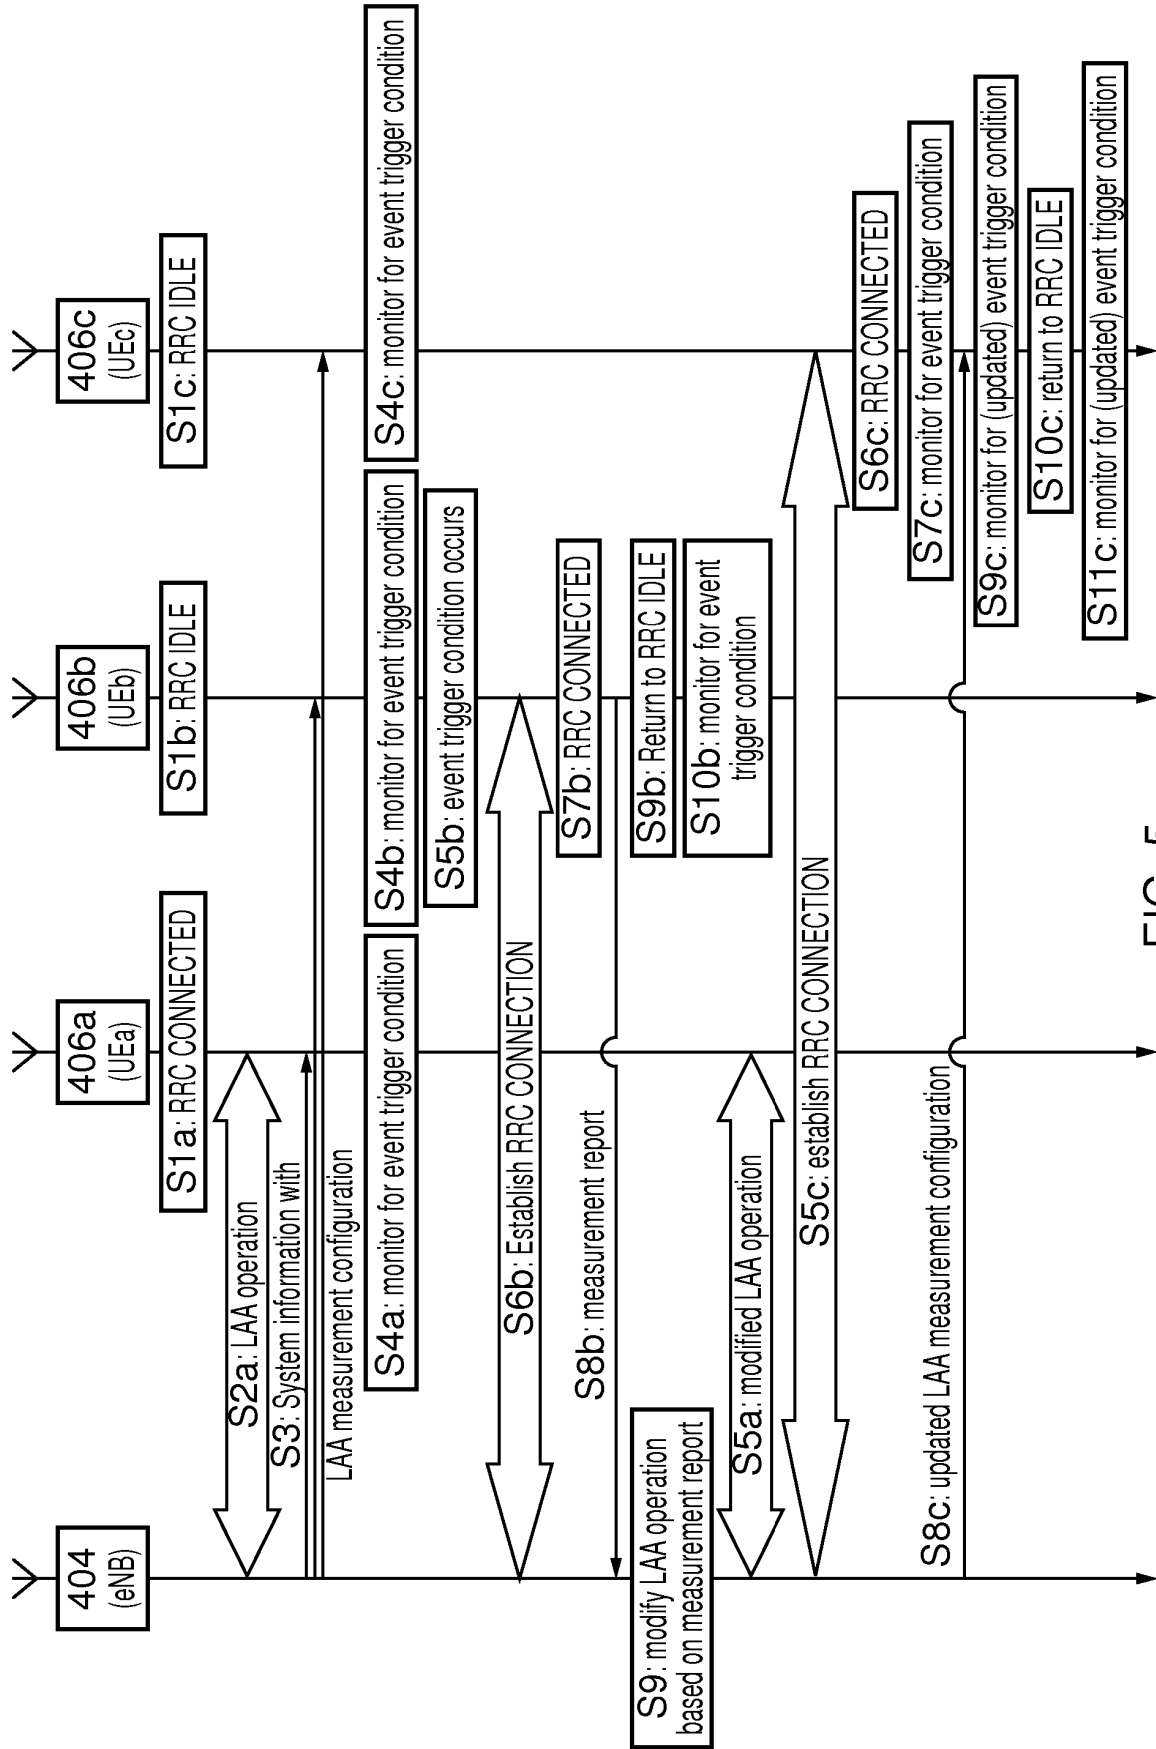 404
(eNB)
406a
(UEa)
406b
(UEb)
406c
(UEc)
S1a: RRC CONNECTED
S1b: RRC IDLE
S1c: RRC IDLE
S2a: LAA operation
S3: System information with
LAA measurement configuration
S4a: monitor for event trigger condition
S4b: monitor for event trigger condition
S4c: monitor for event trigger condition
S5b: event trigger condition occurs
S6b: Establish RRC CONNECTION
S7b: RRC CONNECTED
S8b: measurement report
S9: modify LAA operation
based on measurement report
S9b: Return to RRC IDLE
S10b: monitor for event
trigger condition
S5a: modified LAA operation
S5c: establish RRC CONNECTION
S6c: RRC CONNECTED
S7c: monitor for event trigger condition
S8c: updated LAA measurement configuration
S9c: monitor for (updated) event trigger condition
S10c: return to RRC IDLE
S11c: monitor for (updated) event trigger condition